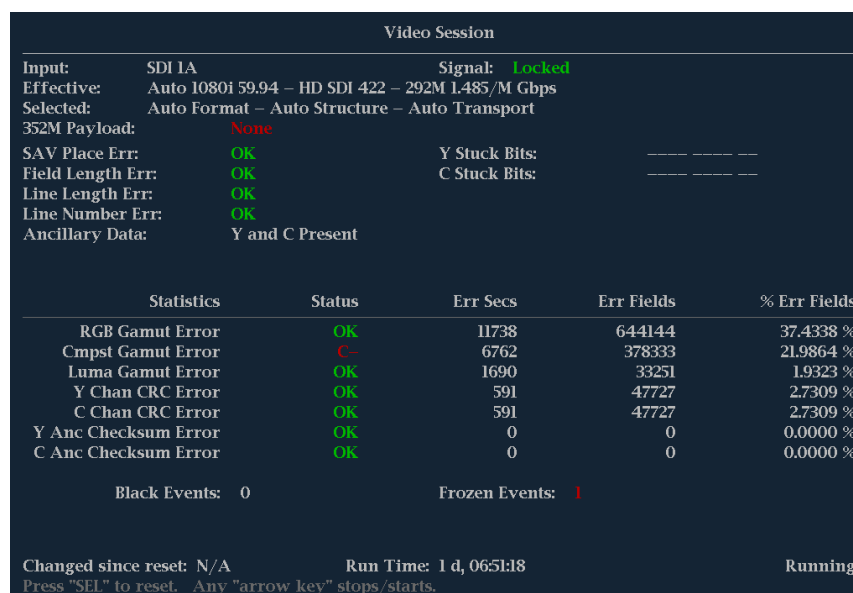 Video Session
Input: SDI 1A Signal: Locked
Effective: Auto 1080i 59.94 – HD SDI 422 – 292M 1.485/M Gbps
Selected: Auto Format – Auto Structure – Auto Transport
352M Payload: None
SAV Place Err: OK Y Stuck Bits: –––– –––– ––
Field Length Err: OK C Stuck Bits: –––– –––– ––
Line Length Err: OK
Line Number Err: OK
Ancillary Data: Y and C Present
Statistics Status Err Secs Err Fields % Err Fields
RGB Gamut Error OK 11738 644144 37.4338 %
Cmpst Gamut Error C– 6762 378333 21.9864 %
Luma Gamut Error OK 1690 33251 1.9323 %
Y Chan CRC Error OK 591 47727 2.7309 %
C Chan CRC Error OK 591 47727 2.7309 %
Y Anc Checksum Error OK 0 0 0.0000 %
C Anc Checksum Error OK 0 0 0.0000 %
Black Events: 0 Frozen Events: 1
Changed since reset: N/A Run Time: 1 d, 06:51:18 Running
Press "SEL" to reset. Any "arrow key" stops/starts.